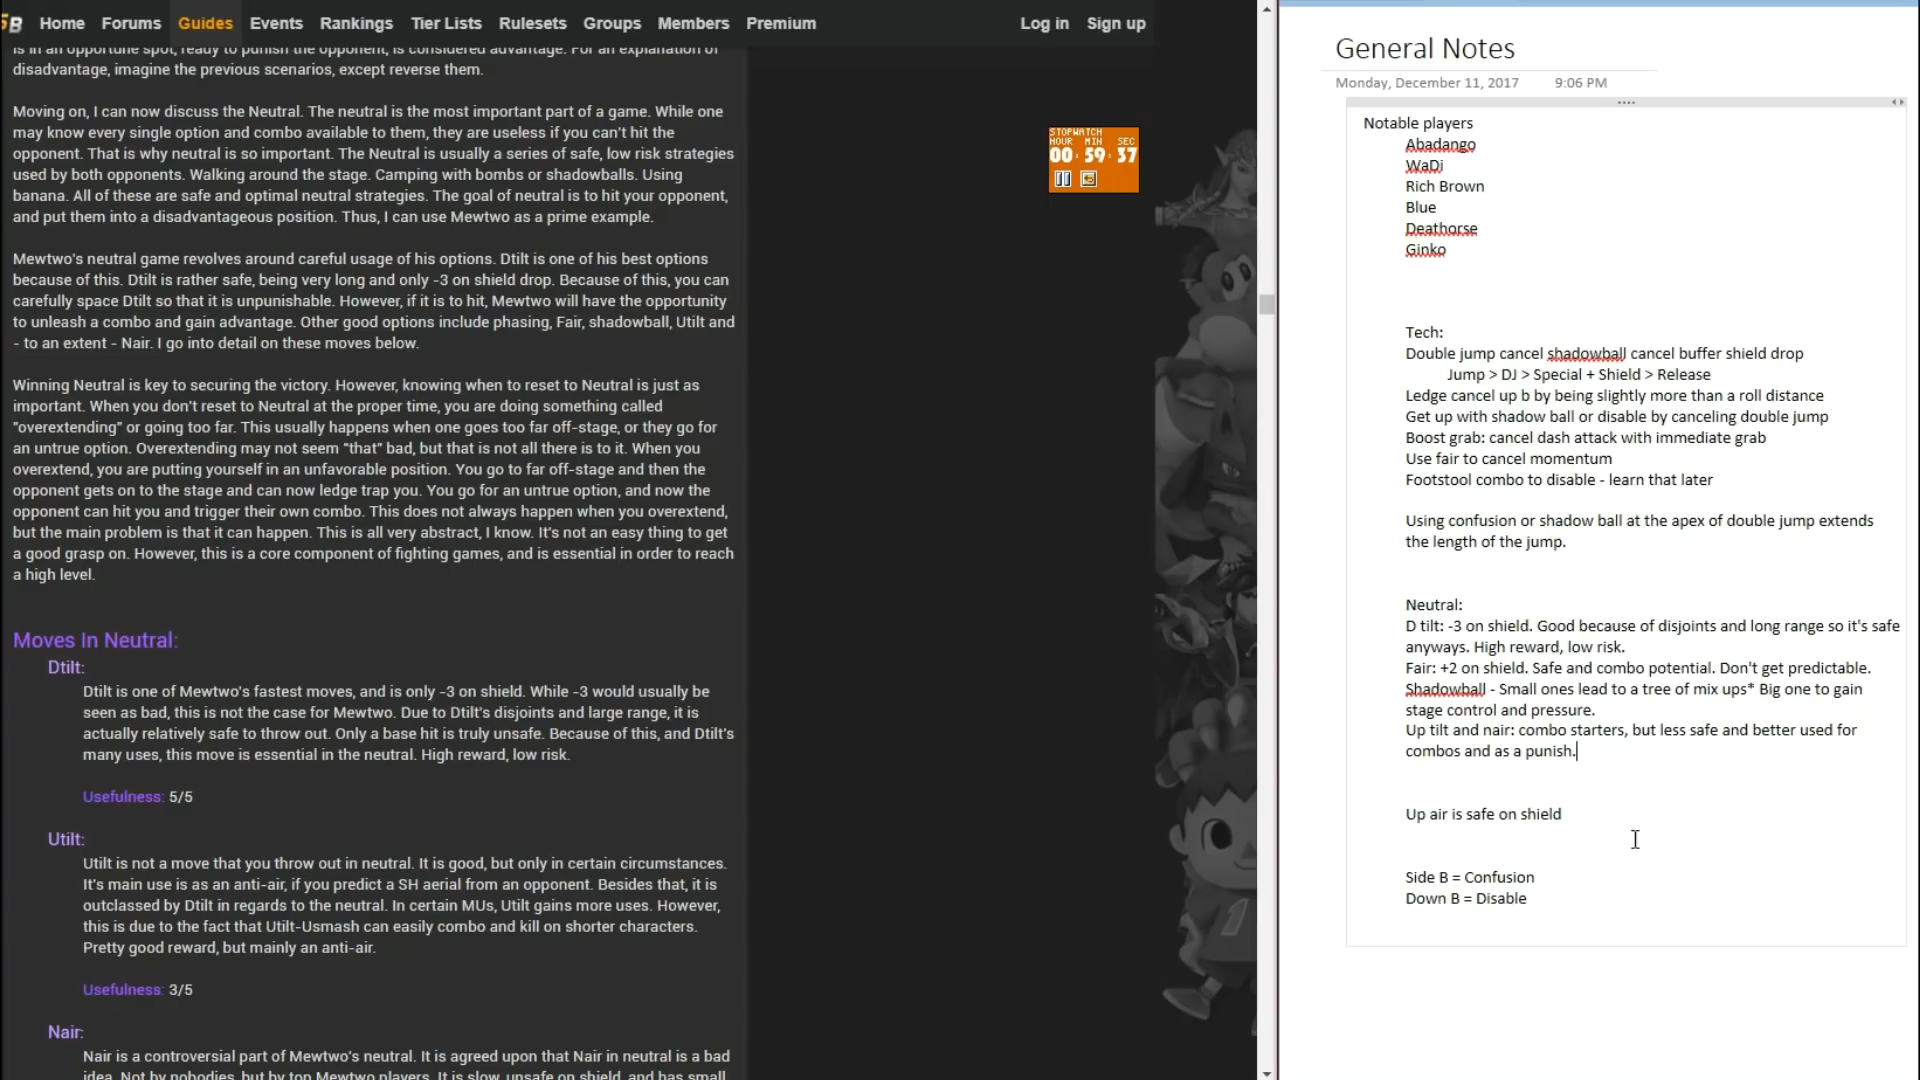 5B Home Forums Guides Events Rankings Tier Lists Rulesets Groups Members Premium Log in Sign up
is in an opportune spot, ready to punish the opponent, is considered advantage. For an explanation of
disadvantage, imagine the previous scenarios, except reverse them.
Moving on, I can now discuss the Neutral. The neutral is the most important part of a game. While one
may know every single option and combo available to them, they are useless if you can't hit the
opponent. That is why neutral is so important. The Neutral is usually a series of safe, low risk strategies
used by both opponents. Walking around the stage. Camping with bombs or shadowballs. Using
banana. All of these are safe and optimal neutral strategies. The goal of neutral is to hit your opponent,
and put them into a disadvantageous position. Thus, I can use Mewtwo as a prime example.
Mewtwo's neutral game revolves around careful usage of his options. Dtilt is one of his best options
because of this. Dtilt is rather safe, being very long and only -3 on shield drop. Because of this, you can
carefully space Dtilt so that it is unpunishable. However, if it is to hit, Mewtwo will have the opportunity
to unleash a combo and gain advantage. Other good options include phasing, Fair, shadowball, Utilt and
- to an extent - Nair. I go into detail on these moves below.
Winning Neutral is key to securing the victory. However, knowing when to reset to Neutral is just as
important. When you don't reset to Neutral at the proper time, you are doing something called
"overextending" or going too far. This usually happens when one goes too far off-stage, or they go for
an untrue option. Overextending may not seem "that" bad, but that is not all there is to it. When you
overextend, you are putting yourself in an unfavorable position. You go to far off-stage and then the
opponent gets on to the stage and can now ledge trap you. You go for an untrue option, and now the
opponent can hit you and trigger their own combo. This does not always happen when you overextend,
but the main problem is that it can happen. This is all very abstract, I know. It's not an easy thing to get
a good grasp on. However, this is a core component of fighting games, and is essential in order to reach
a high level.
Moves In Neutral:
Dtilt:
Dtilt is one of Mewtwo's fastest moves, and is only -3 on shield. While -3 would usually be
seen as bad, this is not the case for Mewtwo. Due to Dtilt's disjoints and large range, it is
actually relatively safe to throw out. Only a base hit is truly unsafe. Because of this, and Dtilt's
many uses, this move is essential in the neutral. High reward, low risk.
Usefulness: 5/5
Utilt:
Utilt is not a move that you throw out in neutral. It is good, but only in certain circumstances.
It's main use is as an anti-air, if you predict a SH aerial from an opponent. Besides that, it is
outclassed by Dtilt in regards to the neutral. In certain MUs, Utilt gains more uses. However,
this is due to the fact that Utilt-Usmash can easily combo and kill on shorter characters.
Pretty good reward, but mainly an anti-air.
Usefulness: 3/5
Nair:
Nair is a controversial part of Mewtwo's neutral. It is agreed upon that Nair in neutral is a bad
idea. Not by nobodies, but by top Mewtwo players. It is slow, unsafe on shield, and has small
STOPWATCH
HOUR MIN SEC
00:59:37
1
General Notes
Monday, December 11, 2017 9:06 PM
Notable players
Abadango
WaDi
Rich Brown
Blue
Deathorse
Ginko
Tech:
Double jump cancel shadowball cancel buffer shield drop
Jump > DJ > Special + Shield > Release
Ledge cancel up b by being slightly more than a roll distance
Get up with shadow ball or disable by canceling double jump
Boost grab: cancel dash attack with immediate grab
Use fair to cancel momentum
Footstool combo to disable - learn that later
Using confusion or shadow ball at the apex of double jump extends
the length of the jump.
Neutral:
D tilt: -3 on shield. Good because of disjoints and long range so it's safe
anyways. High reward, low risk.
Fair: +2 on shield. Safe and combo potential. Don't get predictable.
Shadowball - Small ones lead to a tree of mix ups* Big one to gain
stage control and pressure.
Up tilt and nair: combo starters, but less safe and better used for
combos and as a punish.
Up air is safe on shield
Side B = Confusion
Down B = Disable